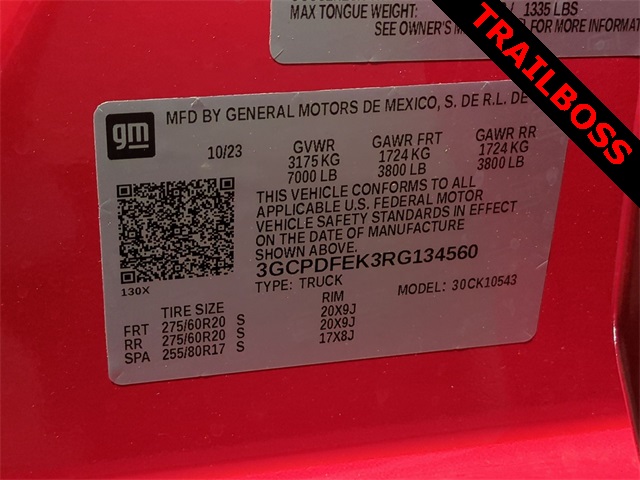 MAX TONGUE WEIGHT:
1335 LBS
SEE OWNER'S FOR MORE INFORMA
TRAILBOSS
gm
MFD BY GENERAL MOTORS DE MEXICO, S. DE R.L. DE
10/23 GVWR GAWR FRT GAWR RR
3175 KG 1724 KG 1724 KG
7000 LB 3800 LB 3800 LB
THIS VEHICLE CONFORMS TO ALL
APPLICABLE U.S. FEDERAL MOTOR
VEHICLE SAFETY STANDARDS IN EFFECT
ON THE DATE OF MANUFACTURE
SHOWN ABOVE.
3GCPDFEK3RG134560
130X TYPE: TRUCK MODEL: 30CK10543
TIRE SIZE RIM
FRT 275/60R20 S 20X9J
RR 275/60R20 S 20X9J
SPA 255/80R17 S 17X8J